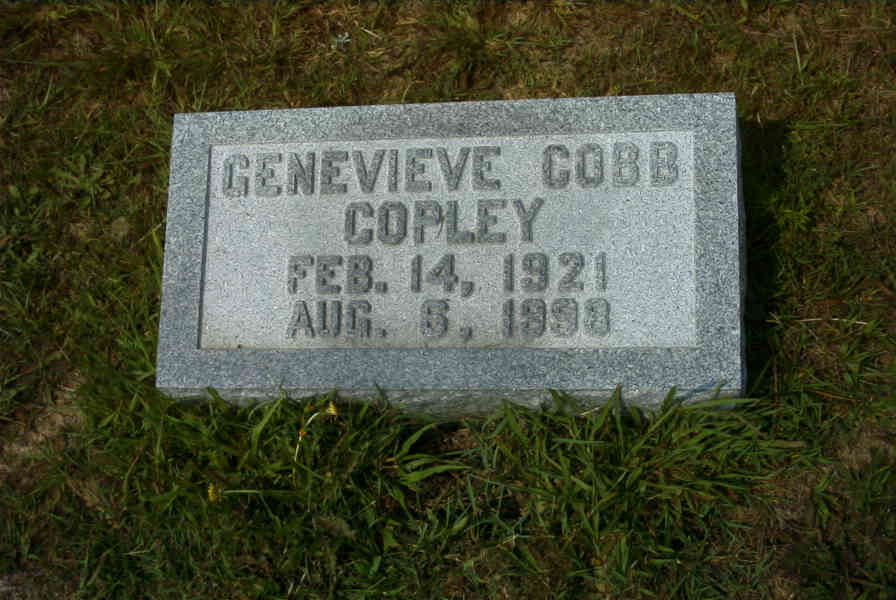 GENEVIEVE COBB
COPLEY
FEB. 14, 1921
AUG. 6, 1998